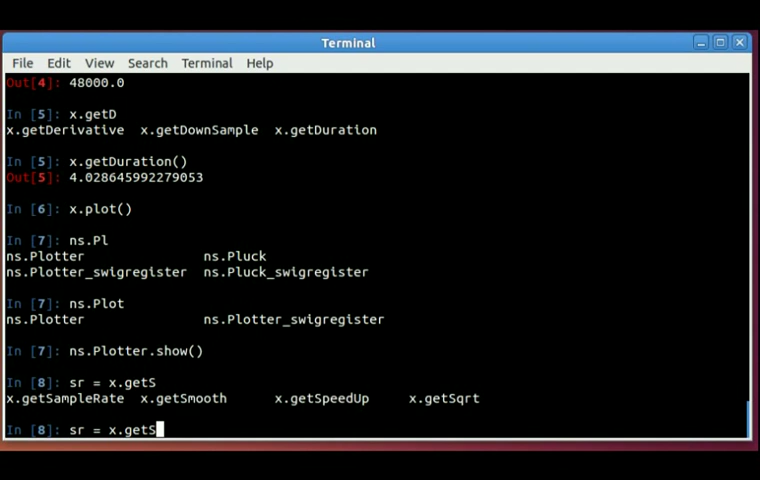 Terminal
File Edit View Search Terminal Help
Out[4]: 48000.0
In [5]: x.getD
x.getDerivative x.getDownSample x.getDuration
In [5]: x.getDuration()
Out[5]: 4.028645992279053
In [6]: x.plot()
In [7]: ns.Pl
ns.Plotter ns.Pluck
ns.Plotter_swigregister ns.Pluck_swigregister
In [7]: ns.Plot
ns.Plotter ns.Plotter_swigregister
In [7]: ns.Plotter.show()
In [8]: sr = x.getS
x.getSampleRate x.getSmooth x.getSpeedUp x.getSqrt
In [8]: sr = x.getS